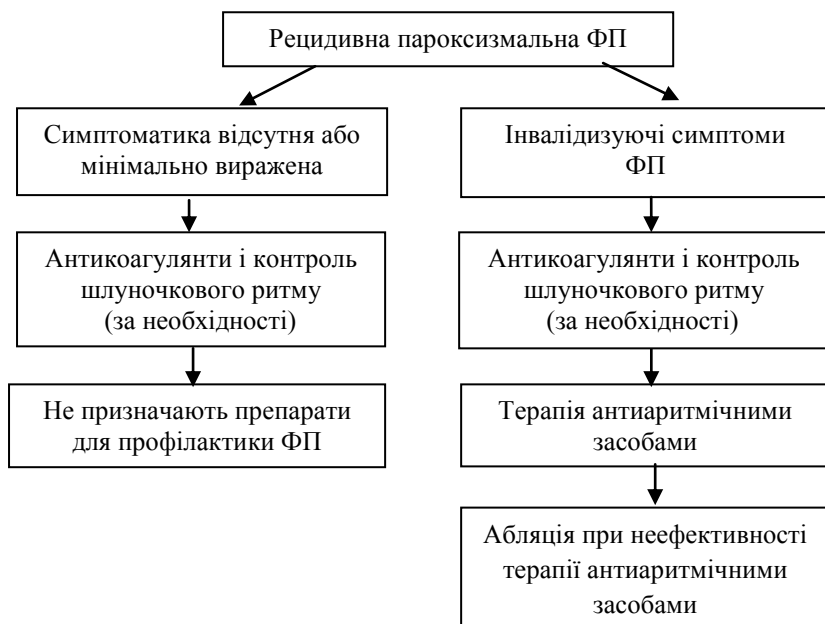 Рецидивна пароксизмальна ФП
Симптоматика відсутня або
мінімально виражена
Інвалідизуючі симптоми
ФП
Антикоагулянти і контроль
шлуночкового ритму
(за необхідності)
Антикоагулянти і контроль
шлуночкового ритму
(за необхідності)
Не призначають препарати
для профілактики ФП
Терапія антиаритмічними
засобами
Абляція при неефективності
терапії антиаритмічними
засобами